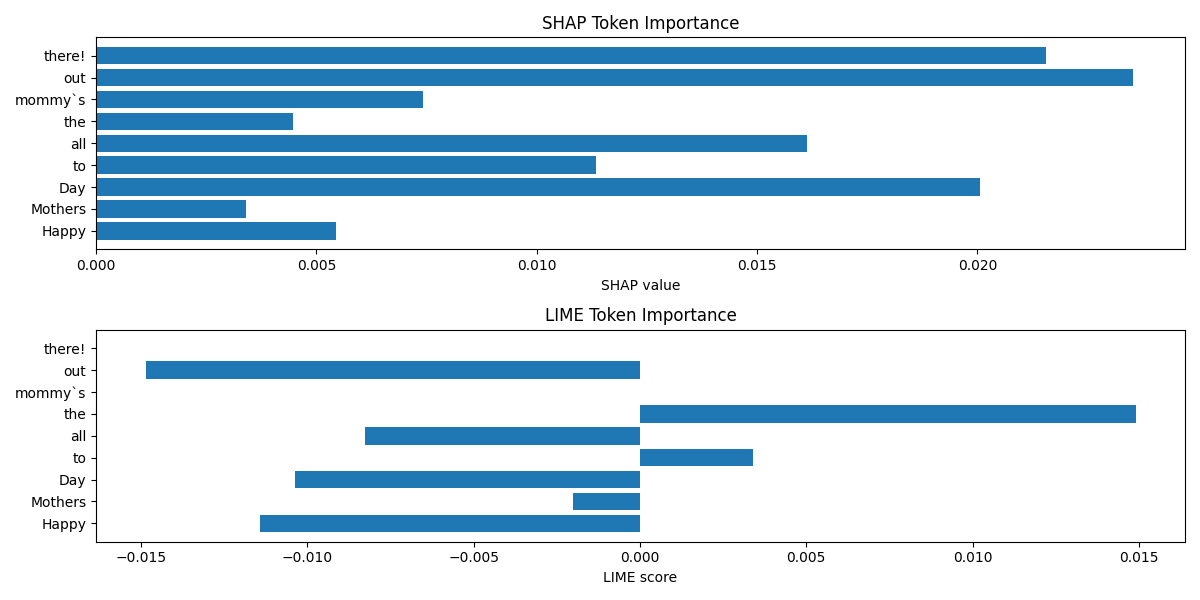 SHAP Token Importance
there!
out
mommy`s
the
all
to
Day
Mothers
Happy
0.000 0.005 0.010 0.015 0.020
SHAP value
LIME Token Importance
there!
out
mommy`s
the
all
to
Day
Mothers
Happy
−0.015 −0.010 −0.005 0.000 0.005 0.010 0.015
LIME score